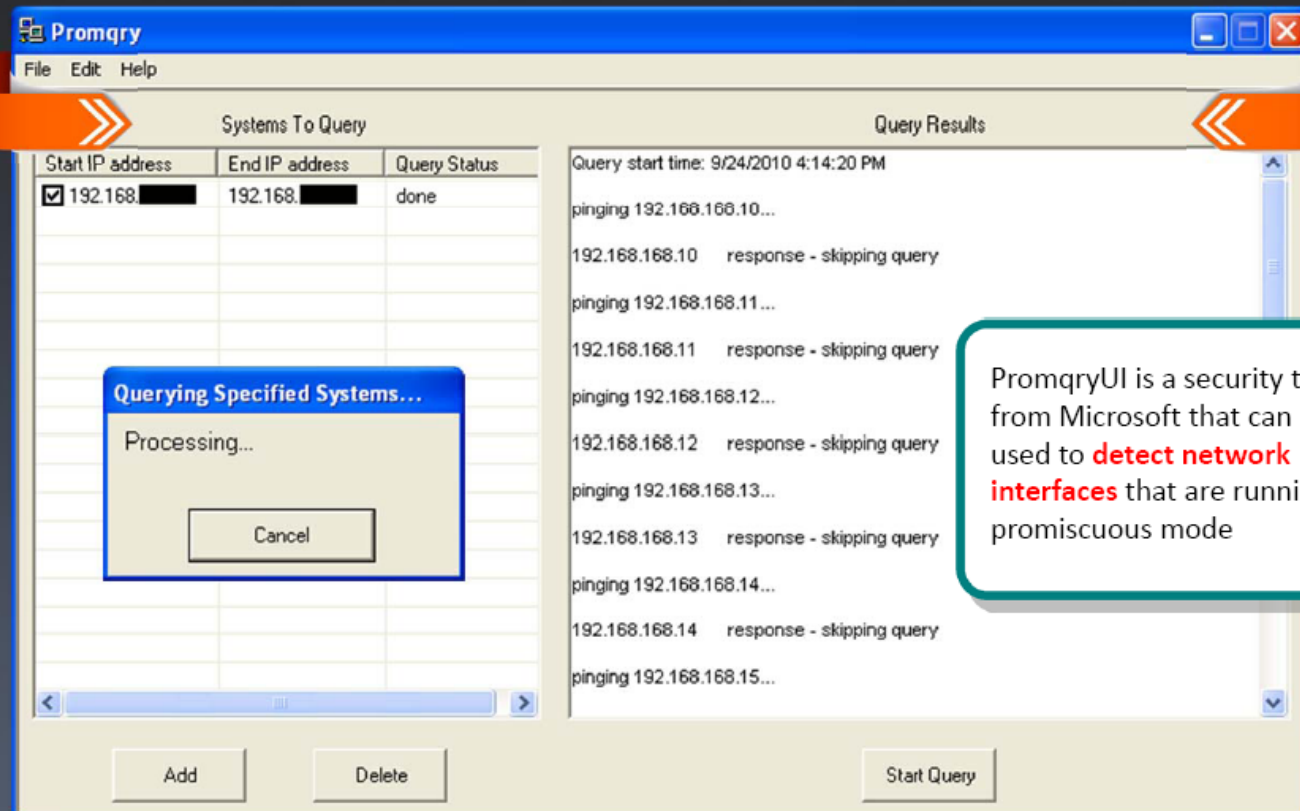 Promqry
File Edit Help
Systems To Query
Query Results
Start IP address End IP address Query Status
192.168. 192.168. done
Query start time: 9/24/2010 4:14:20 PM
pinging 192.168.168.10...
192.168.168.10 response - skipping query
pinging 192.168.168.11...
192.168.168.11 response - skipping query
pinging 192.168.168.12...
192.168.168.12 response - skipping query
pinging 192.168.168.13...
192.168.168.13 response - skipping query
pinging 192.168.168.14...
192.168.168.14 response - skipping query
pinging 192.168.168.15...
Querying Specified Systems...
Processing...
Cancel
PromqryUI is a security t
from Microsoft that can
used to detect network
interfaces that are runni
promiscuous mode
Add Delete Start Query